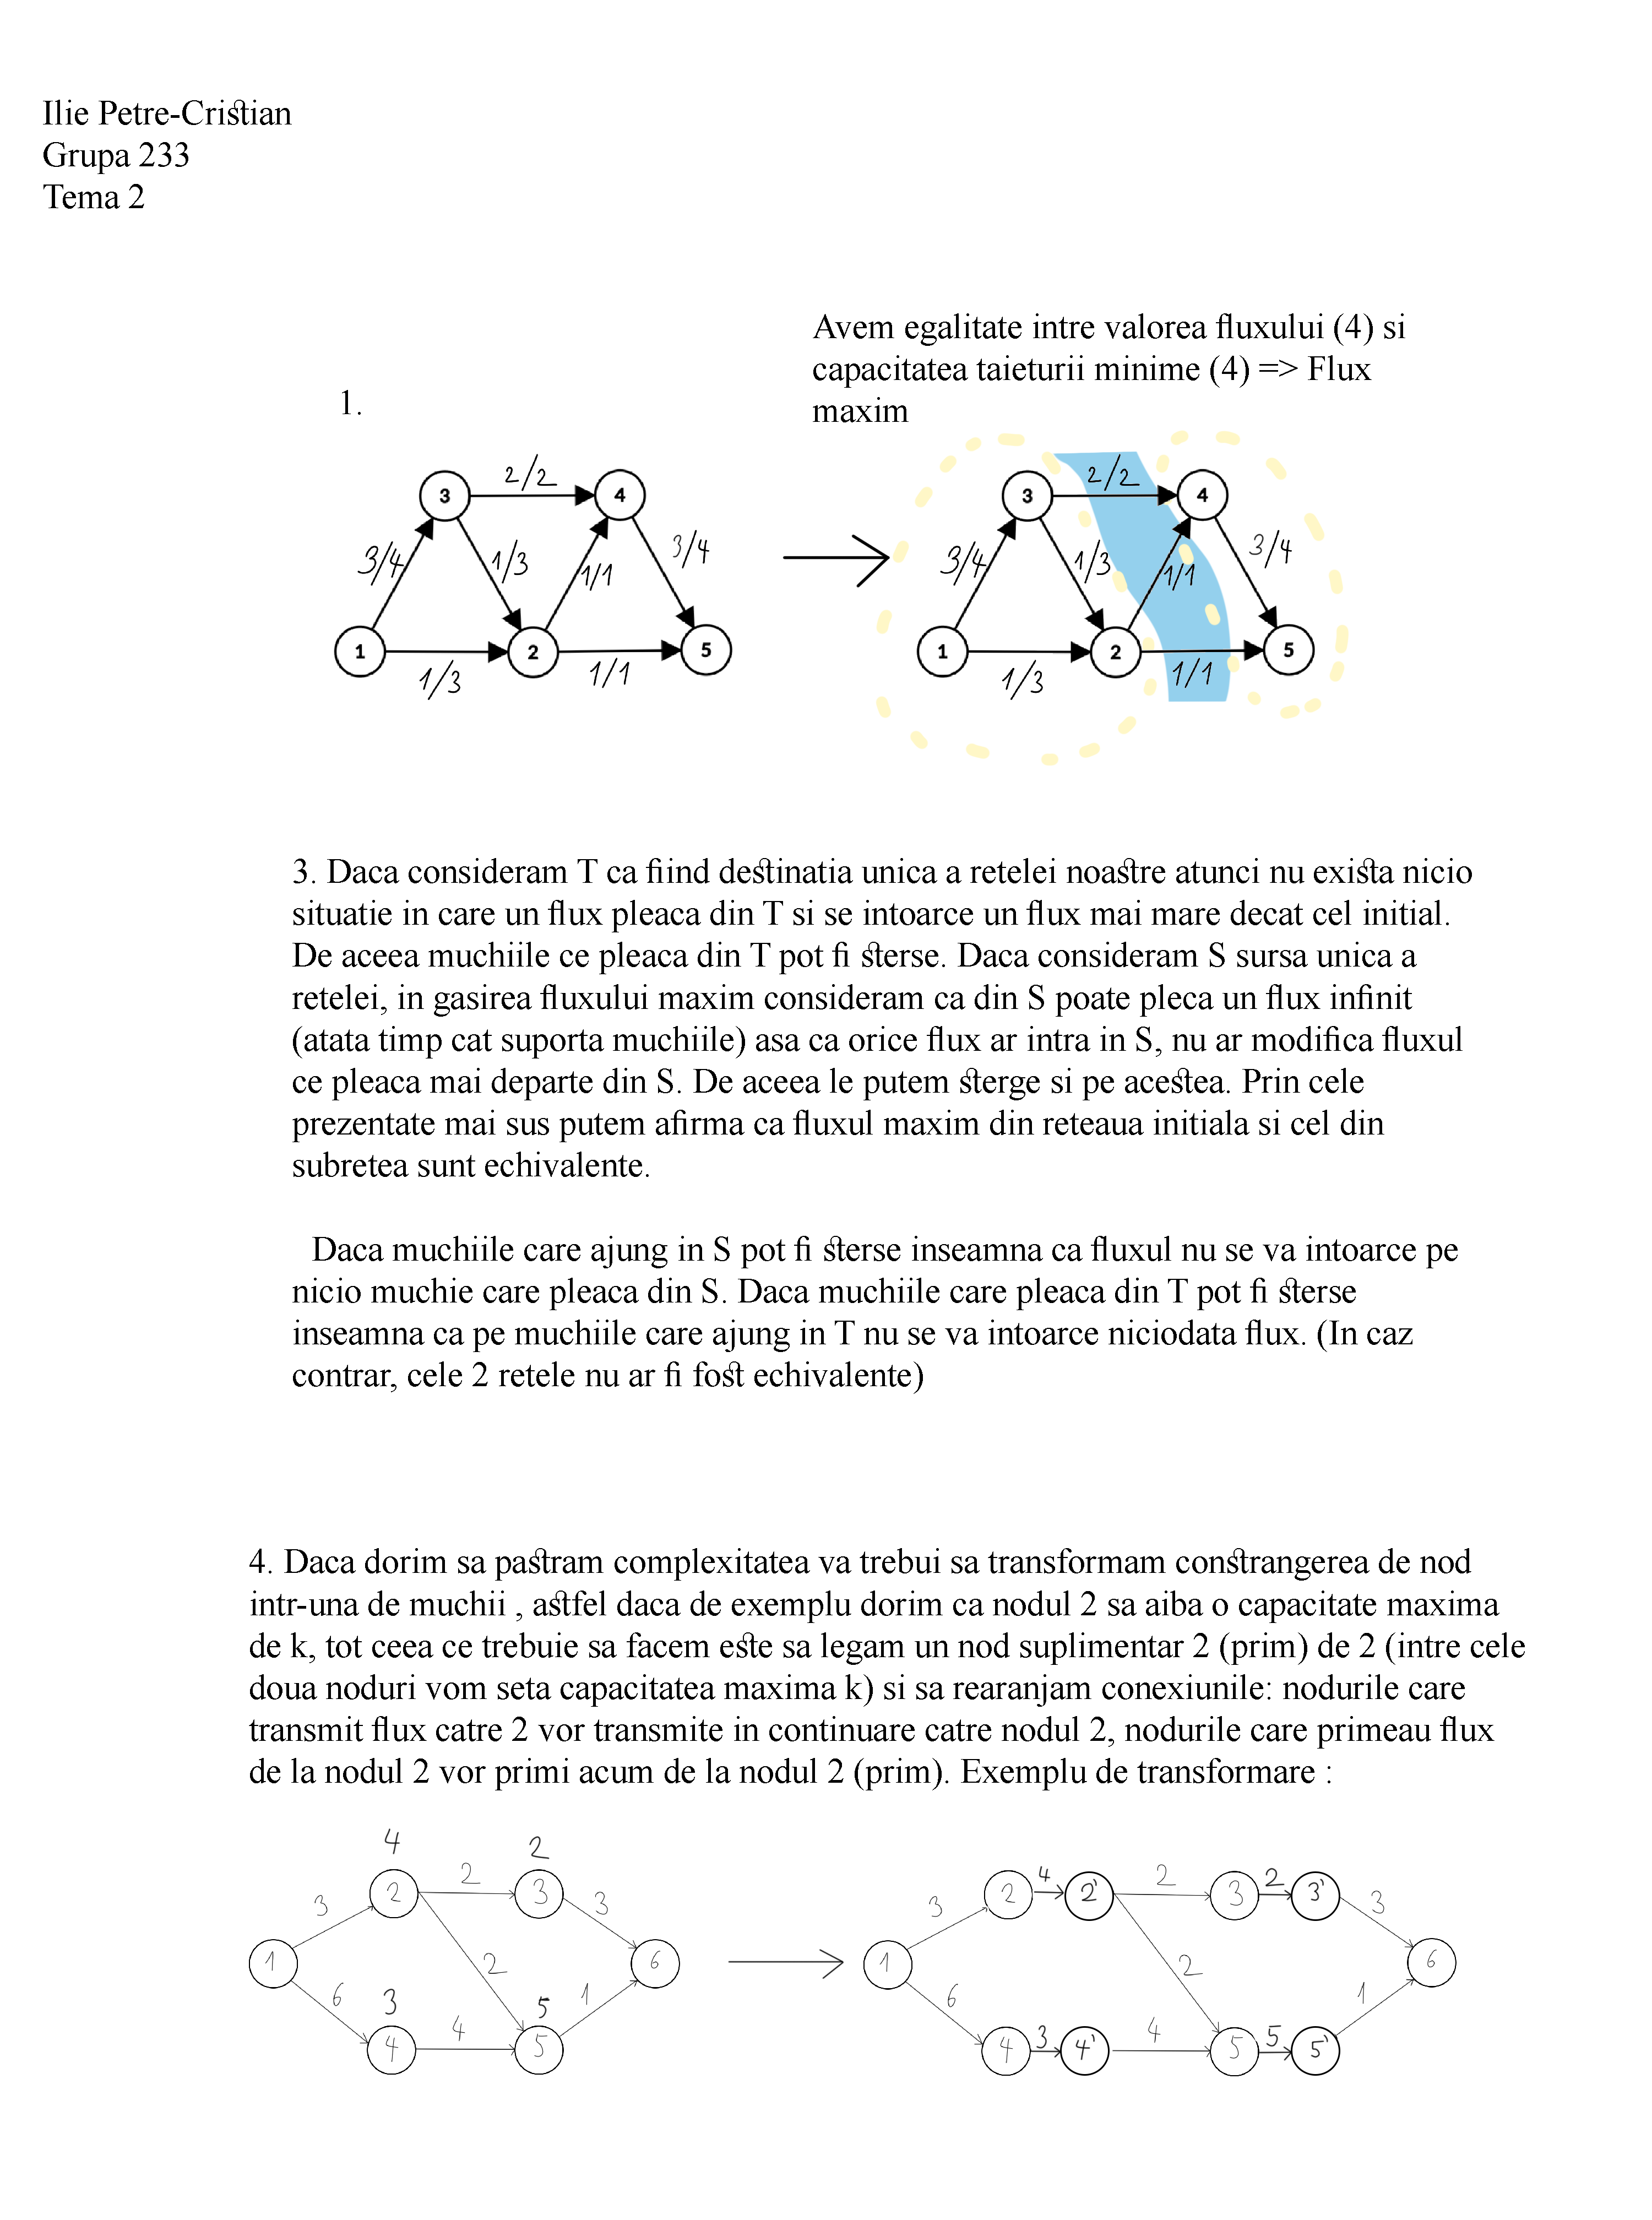 Ilie Petre-Cristian
Grupa 233
Tema 2
Avem egalitate intre valorea fluxului (4) si
capacitatea taieturii minime (4) => Flux
maxim
1.
2/2
2/2
3
4
3
4
3/4
1/3
1/1
3/4
3/4
1/3
1/1
3/4
1
2
5
1
2
5
1/3
1/1
1/3
1/1
3. Daca consideram T ca fiind destinatia unica a retelei noastre atunci nu exista nicio
situatie in care un flux pleaca din T si se intoarce un flux mai mare decat cel initial.
De aceea muchiile ce pleaca din T pot fi sterse. Daca consideram S sursa unica a
retelei, in gasirea fluxului maxim consideram ca din S poate pleca un flux infinit
(atata timp cat suporta muchiile) asa ca orice flux ar intra in S, nu ar modifica fluxul
ce pleaca mai departe din S. De aceea le putem sterge si pe acestea. Prin cele
prezentate mai sus putem afirma ca fluxul maxim din reteaua initiala si cel din
subretea sunt echivalente.
Daca muchiile care ajung in S pot fi sterse inseamna ca fluxul nu se va intoarce pe
nicio muchie care pleaca din S. Daca muchiile care pleaca din T pot fi sterse
inseamna ca pe muchiile care ajung in T nu se va intoarce niciodata flux. (In caz
contrar, cele 2 retele nu ar fi fost echivalente)
4. Daca dorim sa pastram complexitatea va trebui sa transformam constrangerea de nod
intr-una de muchii , astfel daca de exemplu dorim ca nodul 2 sa aiba o capacitate maxima
de k, tot ceea ce trebuie sa facem este sa legam un nod suplimentar 2 (prim) de 2 (intre cele
doua noduri vom seta capacitatea maxima k) si sa rearanjam conexiunile: nodurile care
transmit flux catre 2 vor transmite in continuare catre nodul 2, nodurile care primeau flux
de la nodul 2 vor primi acum de la nodul 2 (prim). Exemplu de transformare :
4
2
3
2
2
3
3
1
2
6
6
3
4
4
5
5
1
3
2
4
2'
2
3
2
3'
3
1
2
6
6
4
3
4'
4
5
5
5'
1